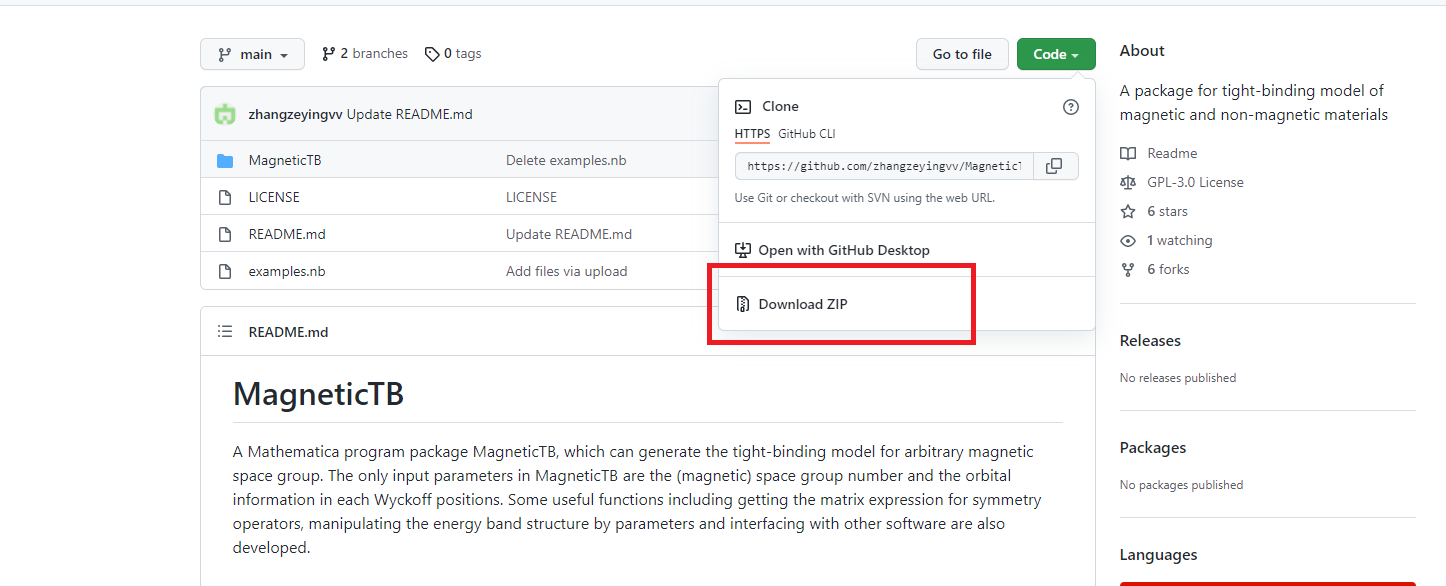 main
2 branches
0 tags
Go to file
Code
zhangzeyingvv Update README.md
MagneticTB Delete examples.nb
LICENSE LICENSE
README.md Update README.md
examples.nb Add files via upload
Clone
HTTPS GitHub CLI
https://github.com/zhangzeyingvv/Magnetic
Use Git or checkout with SVN using the web URL.
Open with GitHub Desktop
Download ZIP
README.md
MagneticTB
A Mathematica program package MagneticTB, which can generate the tight-binding model for arbitrary magnetic
space group. The only input parameters in MagneticTB are the (magnetic) space group number and the orbital
information in each Wyckoff positions. Some useful functions including getting the matrix expression for symmetry
operators, manipulating the energy band structure by parameters and interfacing with other software are also
developed.
About
A package for tight-binding model of
magnetic and non-magnetic materials
Readme
GPL-3.0 License
6 stars
1 watching
6 forks
Releases
No releases published
Packages
No packages published
Languages